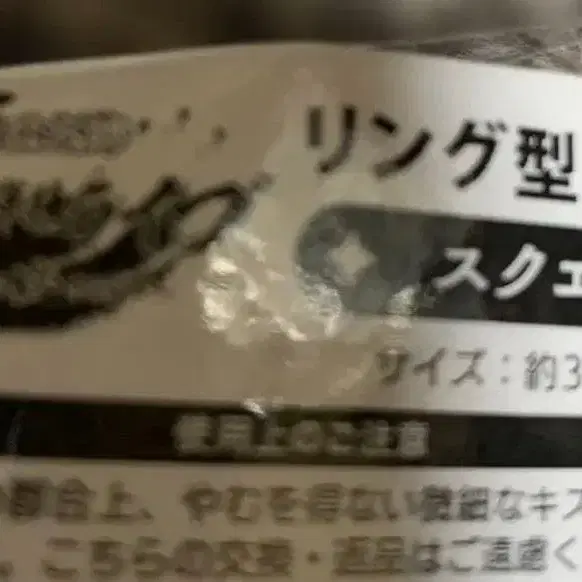 リング型
スクエ
サイズ：約3
使用上のご注意
都合上、やむを得ない微細なキズ
こちらの交換・返品はご遠慮く